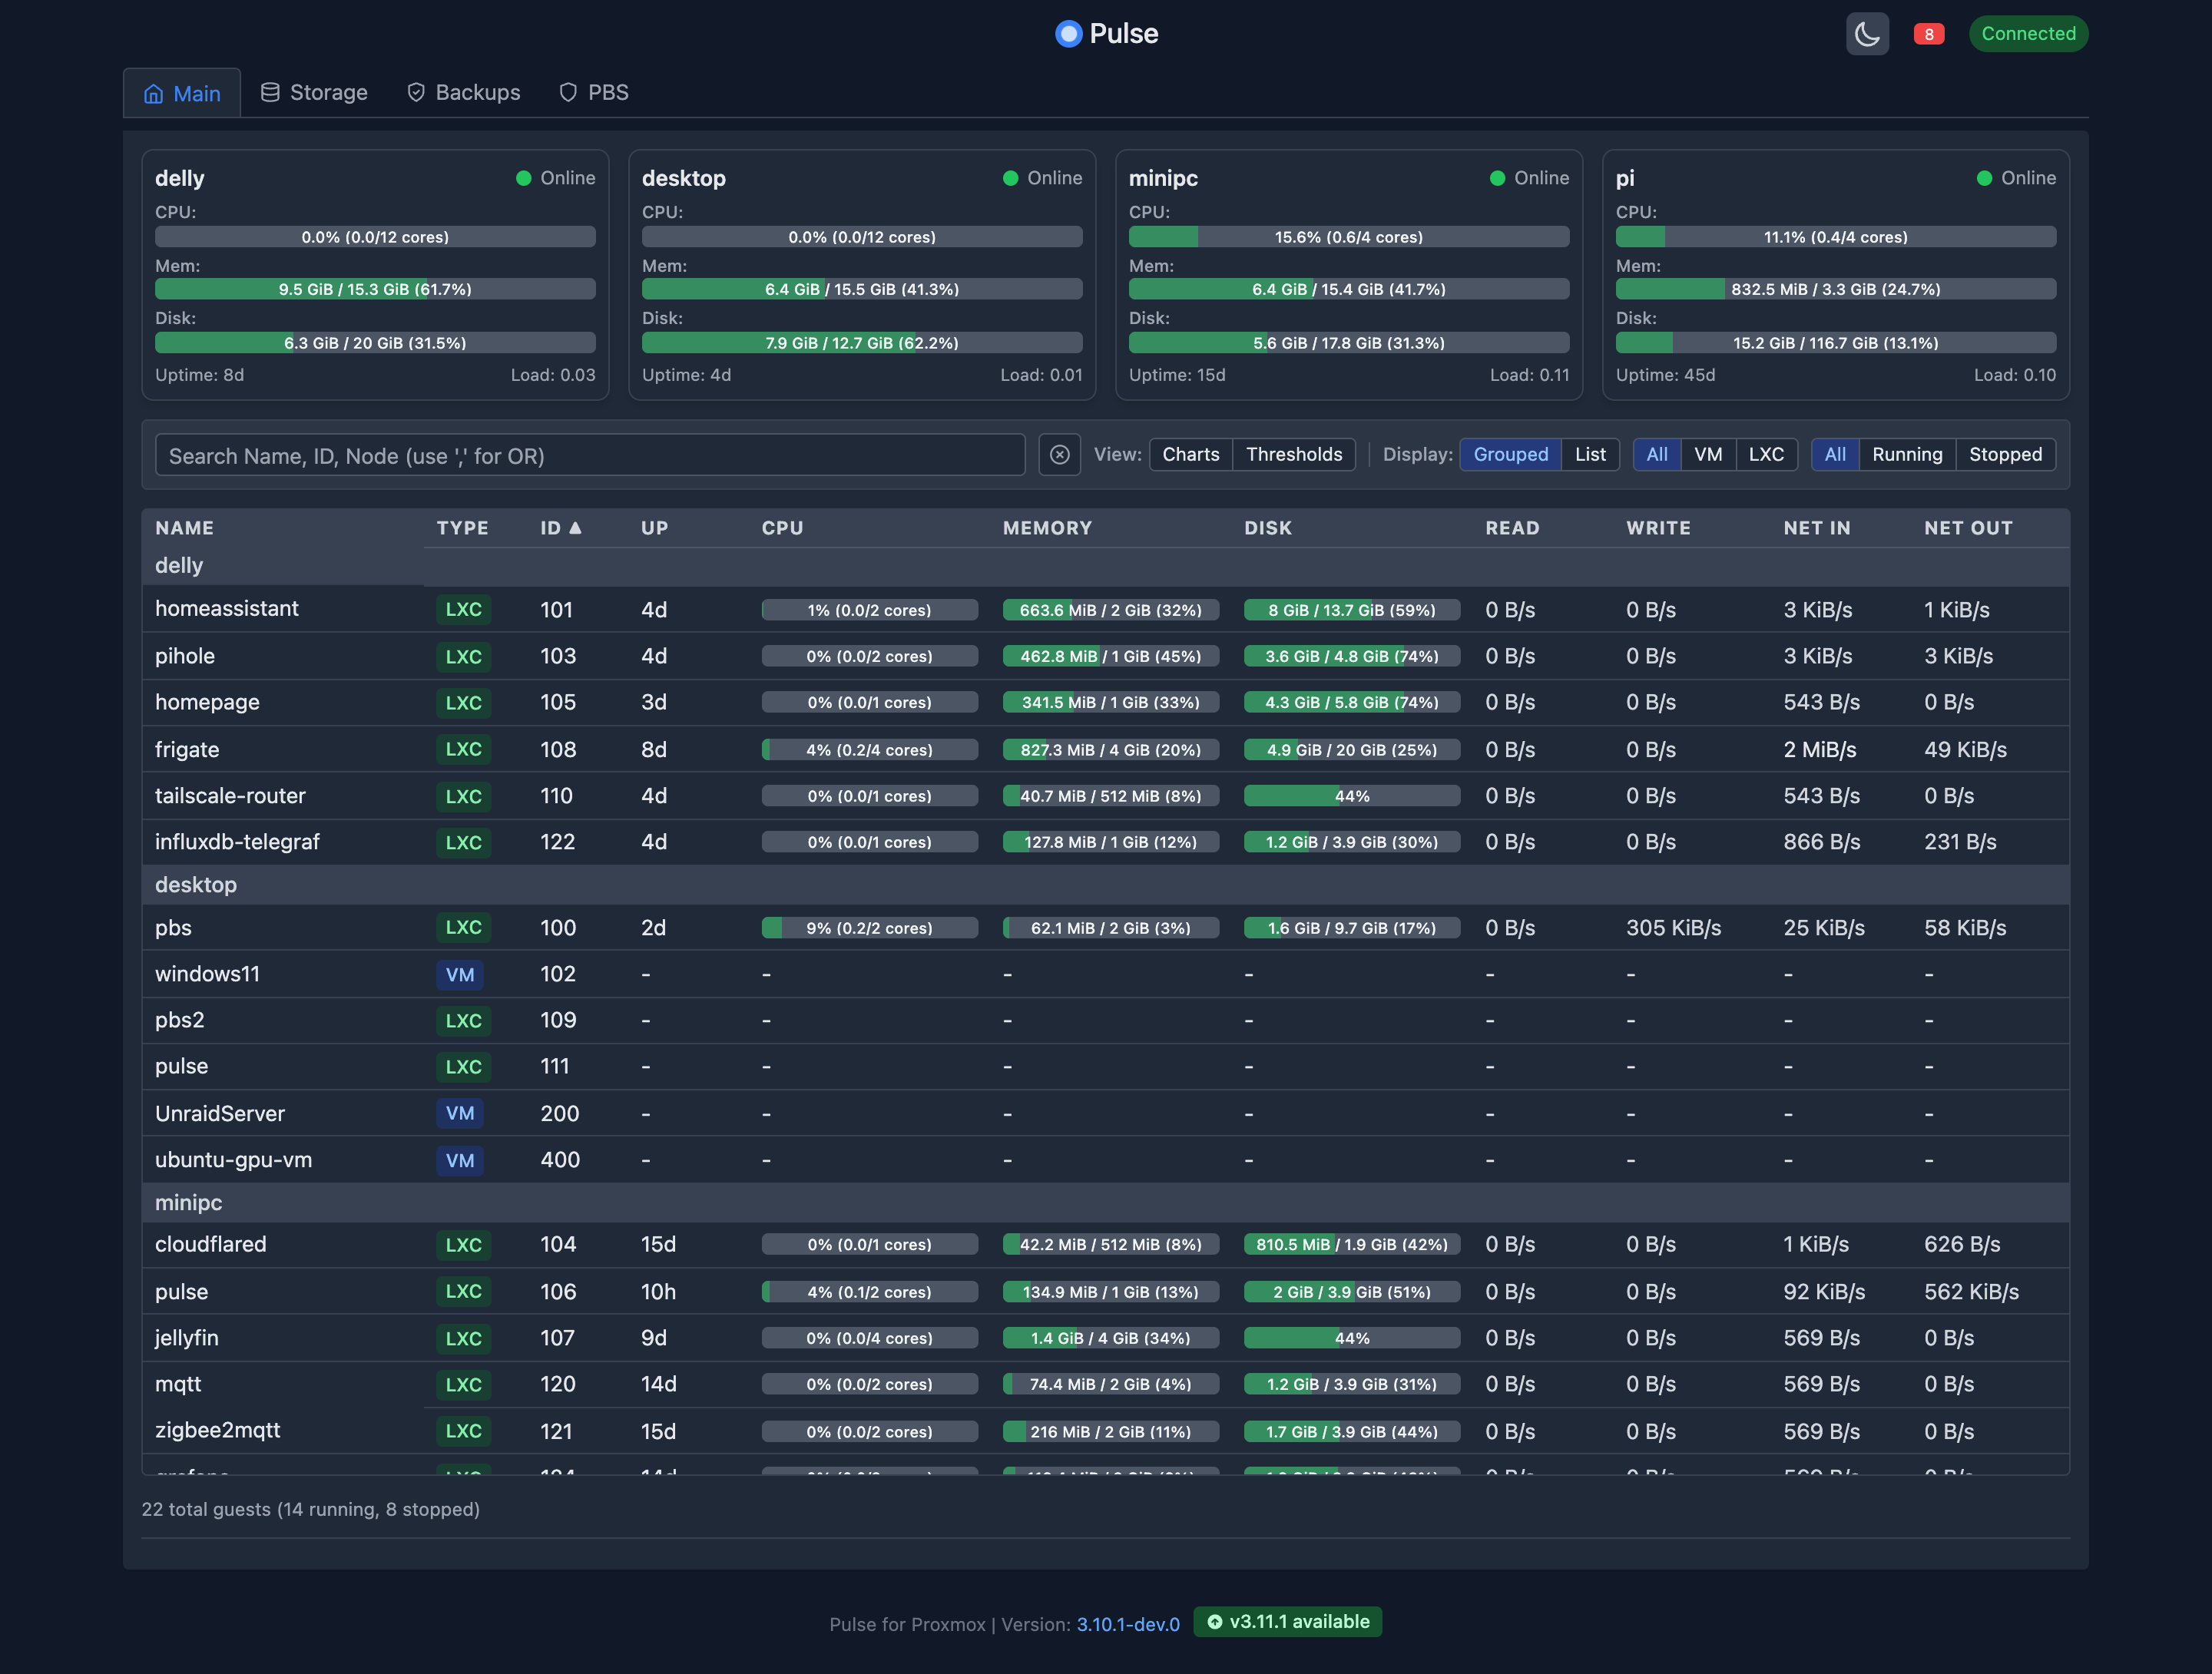 Pulse
8
Connected
Main
Storage
Backups
PBS
delly
Online
CPU:
0.0% (0.0/12 cores)
Mem:
9.5 GiB / 15.3 GiB (61.7%)
Disk:
6.3 GiB / 20 GiB (31.5%)
Uptime: 8d
Load: 0.03
desktop
Online
CPU:
0.0% (0.0/12 cores)
Mem:
6.4 GiB / 15.5 GiB (41.3%)
Disk:
7.9 GiB / 12.7 GiB (62.2%)
Uptime: 4d
Load: 0.01
minipc
Online
CPU:
15.6% (0.6/4 cores)
Mem:
6.4 GiB / 15.4 GiB (41.7%)
Disk:
5.6 GiB / 17.8 GiB (31.3%)
Uptime: 15d
Load: 0.11
pi
Online
CPU:
11.1% (0.4/4 cores)
Mem:
832.5 MiB / 3.3 GiB (24.7%)
Disk:
15.2 GiB / 116.7 GiB (13.1%)
Uptime: 45d
Load: 0.10
Search Name, ID, Node (use ',' for OR)
View: Charts Thresholds | Display: Grouped List All VM LXC All Running Stopped
NAME TYPE ID ▲ UP CPU MEMORY DISK READ WRITE NET IN NET OUT
delly
homeassistant LXC 101 4d 1% (0.0/2 cores) 663.6 MiB / 2 GiB (32%) 8 GiB / 13.7 GiB (59%) 0 B/s 0 B/s 3 KiB/s 1 KiB/s
pihole LXC 103 4d 0% (0.0/2 cores) 462.8 MiB / 1 GiB (45%) 3.6 GiB / 4.8 GiB (74%) 0 B/s 0 B/s 3 KiB/s 3 KiB/s
homepage LXC 105 3d 0% (0.0/1 cores) 341.5 MiB / 1 GiB (33%) 4.3 GiB / 5.8 GiB (74%) 0 B/s 0 B/s 543 B/s 0 B/s
frigate LXC 108 8d 4% (0.2/4 cores) 827.3 MiB / 4 GiB (20%) 4.9 GiB / 20 GiB (25%) 0 B/s 0 B/s 2 MiB/s 49 KiB/s
tailscale-router LXC 110 4d 0% (0.0/1 cores) 40.7 MiB / 512 MiB (8%) 44% 0 B/s 0 B/s 543 B/s 0 B/s
influxdb-telegraf LXC 122 4d 0% (0.0/1 cores) 127.8 MiB / 1 GiB (12%) 1.2 GiB / 3.9 GiB (30%) 0 B/s 0 B/s 866 B/s 231 B/s
desktop
pbs LXC 100 2d 9% (0.2/2 cores) 62.1 MiB / 2 GiB (3%) 1.6 GiB / 9.7 GiB (17%) 0 B/s 305 KiB/s 25 KiB/s 58 KiB/s
windows11 VM 102 - - - - - - - -
pbs2 LXC 109 - - - - - - - -
pulse LXC 111 - - - - - - - -
UnraidServer VM 200 - - - - - - - -
ubuntu-gpu-vm VM 400 - - - - - - - -
minipc
cloudflared LXC 104 15d 0% (0.0/1 cores) 42.2 MiB / 512 MiB (8%) 810.5 MiB / 1.9 GiB (42%) 0 B/s 0 B/s 1 KiB/s 626 B/s
pulse LXC 106 10h 4% (0.1/2 cores) 134.9 MiB / 1 GiB (13%) 2 GiB / 3.9 GiB (51%) 0 B/s 0 B/s 92 KiB/s 562 KiB/s
jellyfin LXC 107 9d 0% (0.0/4 cores) 1.4 GiB / 4 GiB (34%) 44% 0 B/s 0 B/s 569 B/s 0 B/s
mqtt LXC 120 14d 0% (0.0/2 cores) 74.4 MiB / 2 GiB (4%) 1.2 GiB / 3.9 GiB (31%) 0 B/s 0 B/s 569 B/s 0 B/s
zigbee2mqtt LXC 121 15d 0% (0.0/2 cores) 216 MiB / 2 GiB (11%) 1.7 GiB / 3.9 GiB (44%) 0 B/s 0 B/s 569 B/s 0 B/s
22 total guests (14 running, 8 stopped)
Pulse for Proxmox | Version: 3.10.1-dev.0 v3.11.1 available